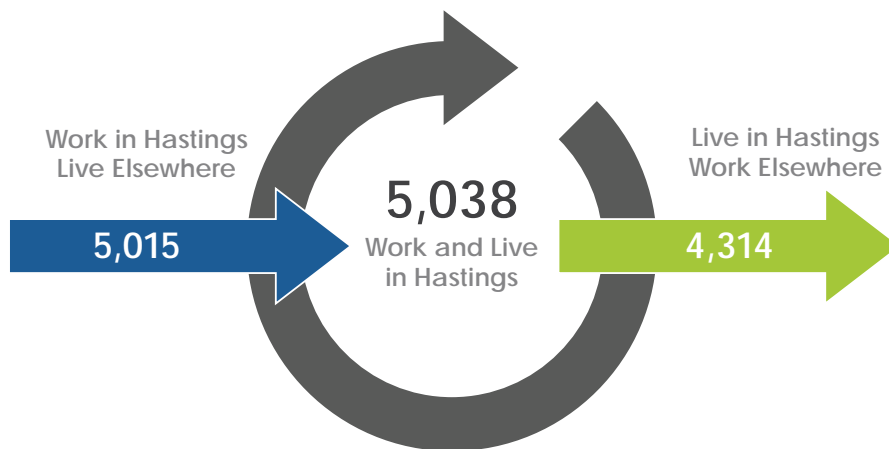 Work in Hastings
Live Elsewhere
5,015
5,038
Work and Live
in Hastings
Live in Hastings
Work Elsewhere
4,314